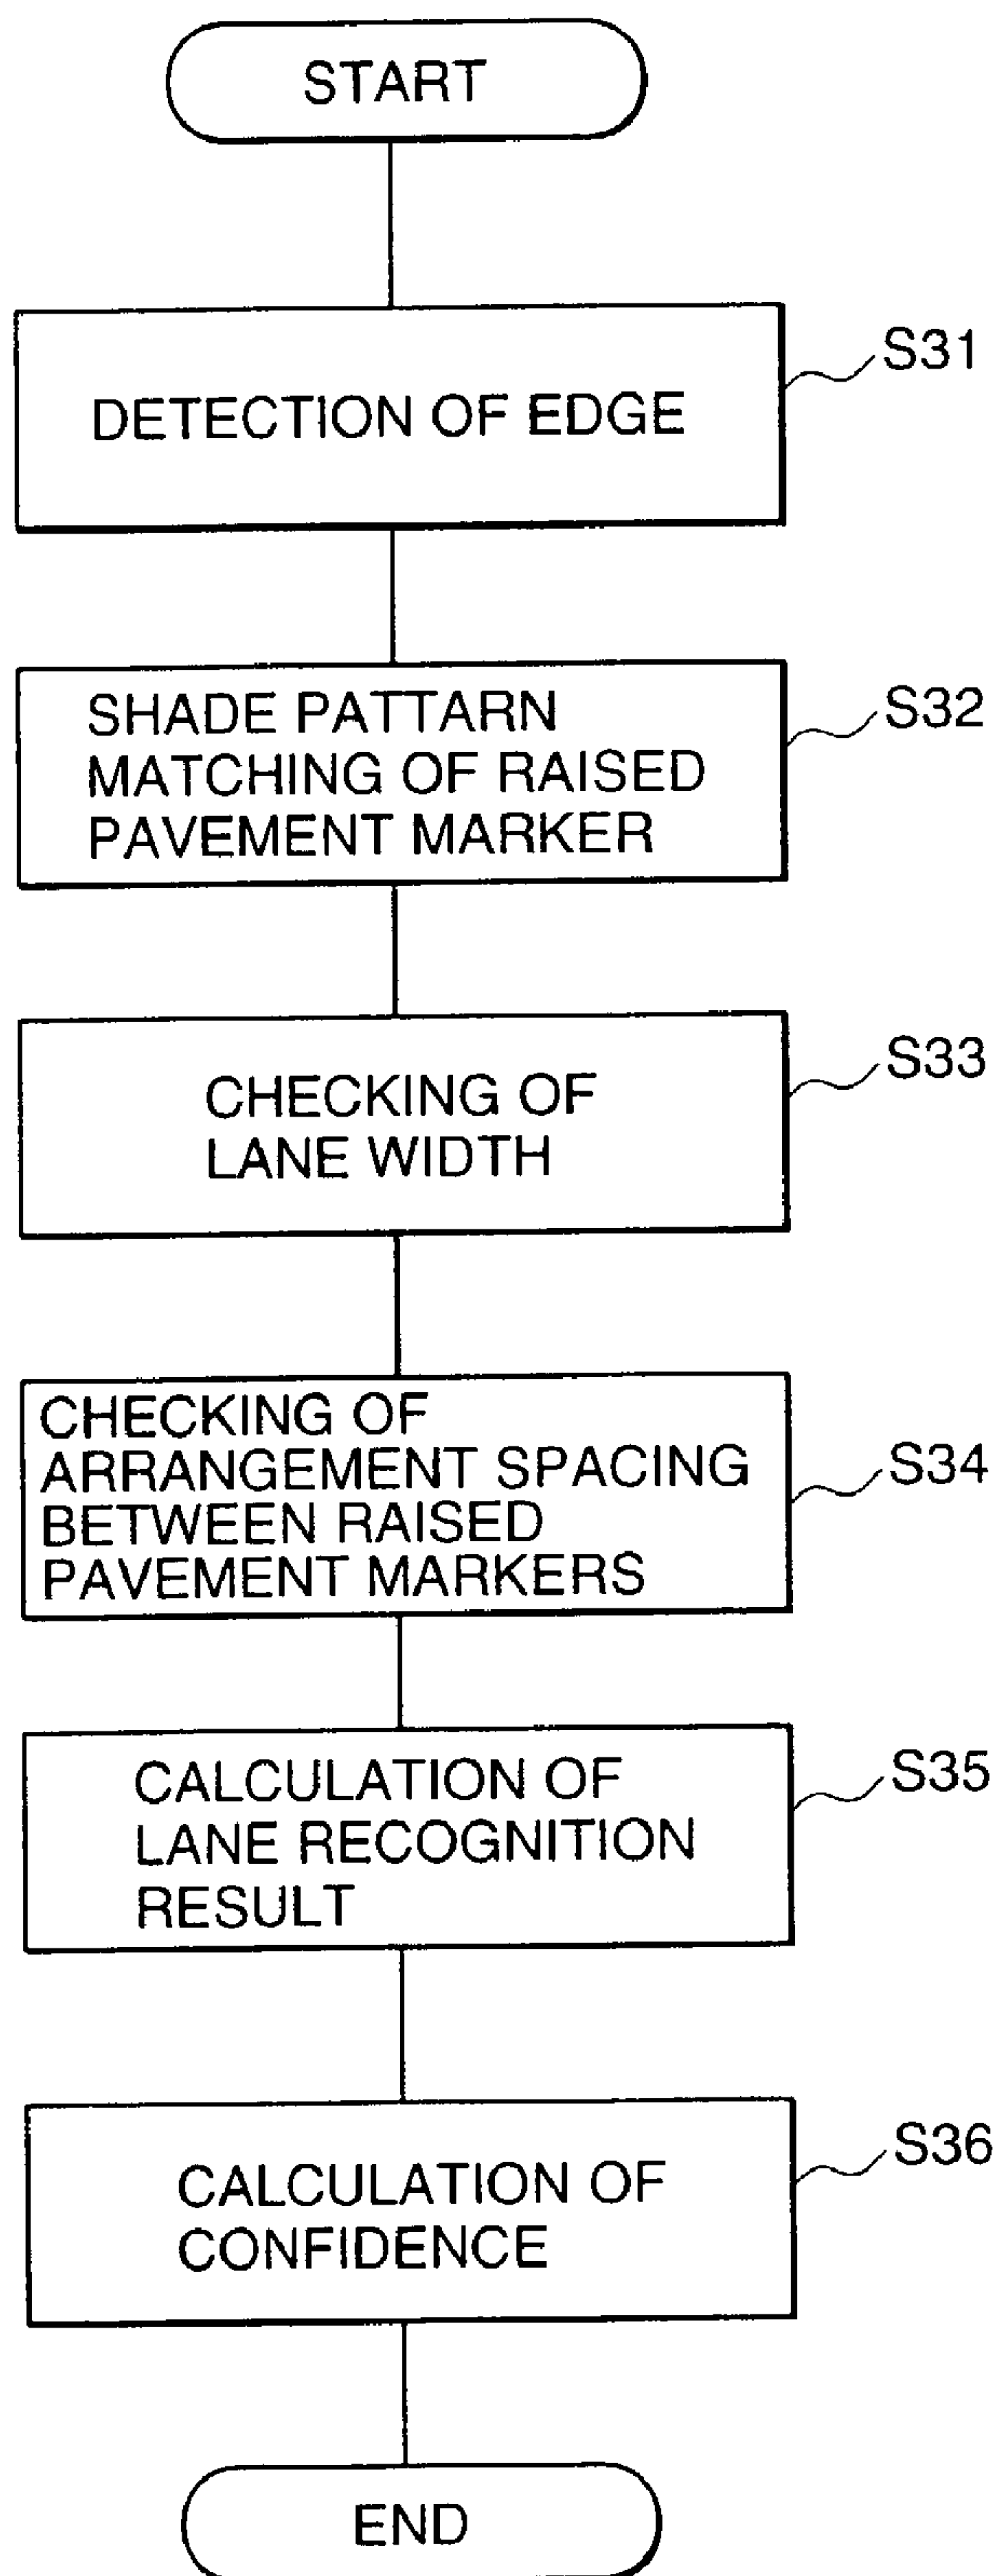 START
S31
DETECTION OF EDGE
S32
SHADE PATTARN
MATCHING OF RAISED
PAVEMENT MARKER
S33
CHECKING OF
LANE WIDTH
S34
CHECKING OF
ARRANGEMENT SPACING
BETWEEN RAISED
PAVEMENT MARKERS
S35
CALCULATION OF
LANE RECOGNITION
RESULT
S36
CALCULATION OF
CONFIDENCE
END